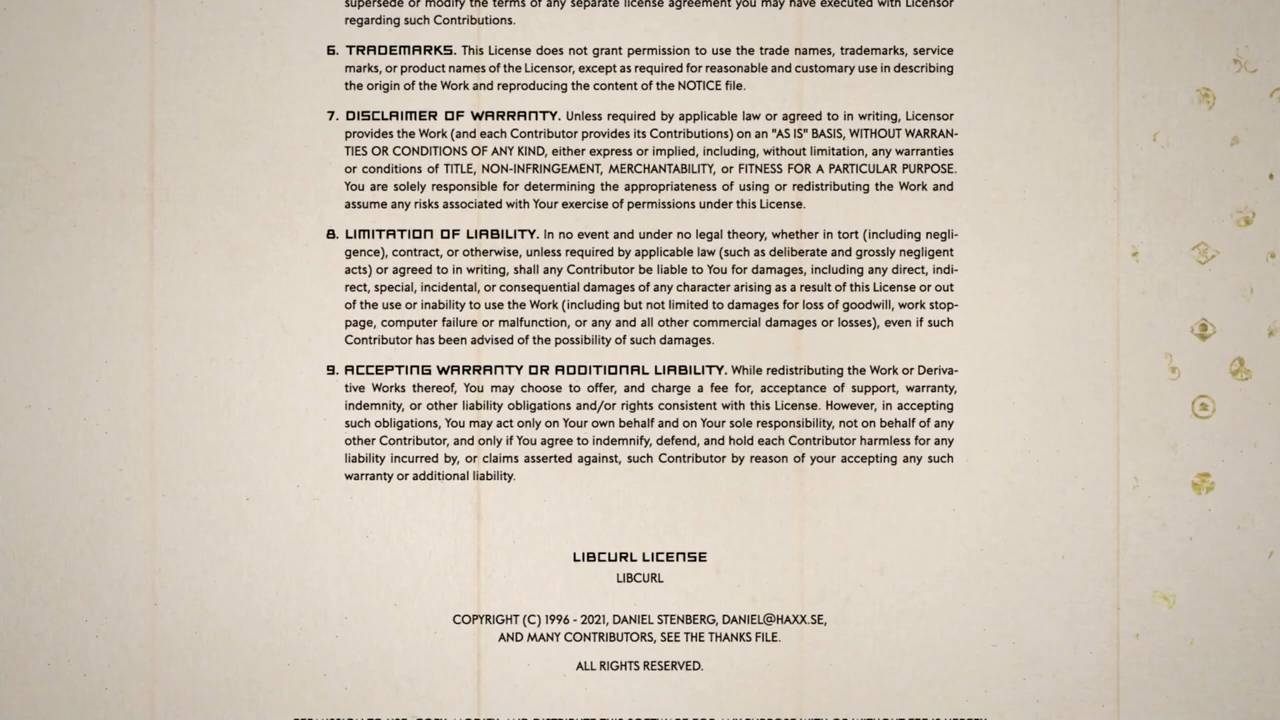 supersede or modify the terms of any separate license agreement you may have executed with Licensor
regarding such Contributions.
6. TRADEMARKS. This License does not grant permission to use the trade names, trademarks, service
marks, or product names of the Licensor, except as required for reasonable and customary use in describing
the origin of the Work and reproducing the content of the NOTICE file.
7. DISCLAIMER OF WARRANTY. Unless required by applicable law or agreed to in writing, Licensor
provides the Work (and each Contributor provides its Contributions) on an "AS IS" BASIS, WITHOUT WARRAN-
TIES OR CONDITIONS OF ANY KIND, either express or implied, including, without limitation, any warranties
or conditions of TITLE, NON-INFRINGEMENT, MERCHANTABILITY, or FITNESS FOR A PARTICULAR PURPOSE.
You are solely responsible for determining the appropriateness of using or redistributing the Work and
assume any risks associated with Your exercise of permissions under this License.
8. LIMITATION OF LIABILITY. In no event and under no legal theory, whether in tort (including negli-
gence), contract, or otherwise, unless required by applicable law (such as deliberate and grossly negligent
acts) or agreed to in writing, shall any Contributor be liable to You for damages, including any direct, indi-
rect, special, incidental, or consequential damages of any character arising as a result of this License or out
of the use or inability to use the Work (including but not limited to damages for loss of goodwill, work stop-
page, computer failure or malfunction, or any and all other commercial damages or losses), even if such
Contributor has been advised of the possibility of such damages.
9. ACCEPTING WARRANTY OR ADDITIONAL LIABILITY. While redistributing the Work or Deriva-
tive Works thereof, You may choose to offer, and charge a fee for, acceptance of support, warranty,
indemnity, or other liability obligations and/or rights consistent with this License. However, in accepting
such obligations, You may act only on Your own behalf and on Your sole responsibility, not on behalf of any
other Contributor, and only if You agree to indemnify, defend, and hold each Contributor harmless for any
liability incurred by, or claims asserted against, such Contributor by reason of your accepting any such
warranty or additional liability.
LIBCURL LICENSE
LIBCURL
COPYRIGHT (C) 1996 - 2021, DANIEL STENBERG, DANIEL@HAXX.SE,
AND MANY CONTRIBUTORS, SEE THE THANKS FILE.
ALL RIGHTS RESERVED.